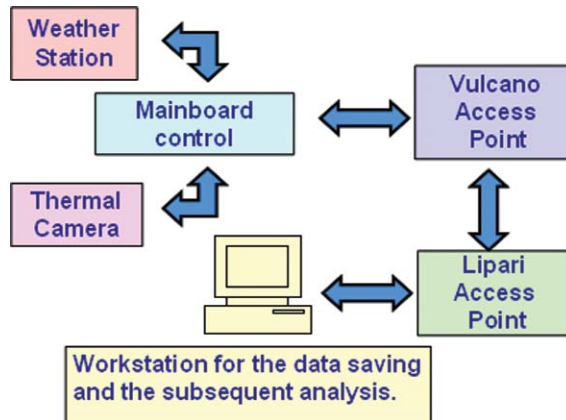 Weather
Station
Mainboard
control
Vulcano
Access
Point
Thermal
Camera
Lipari
Access
Point
Workstation for the data saving
and the subsequent analysis.